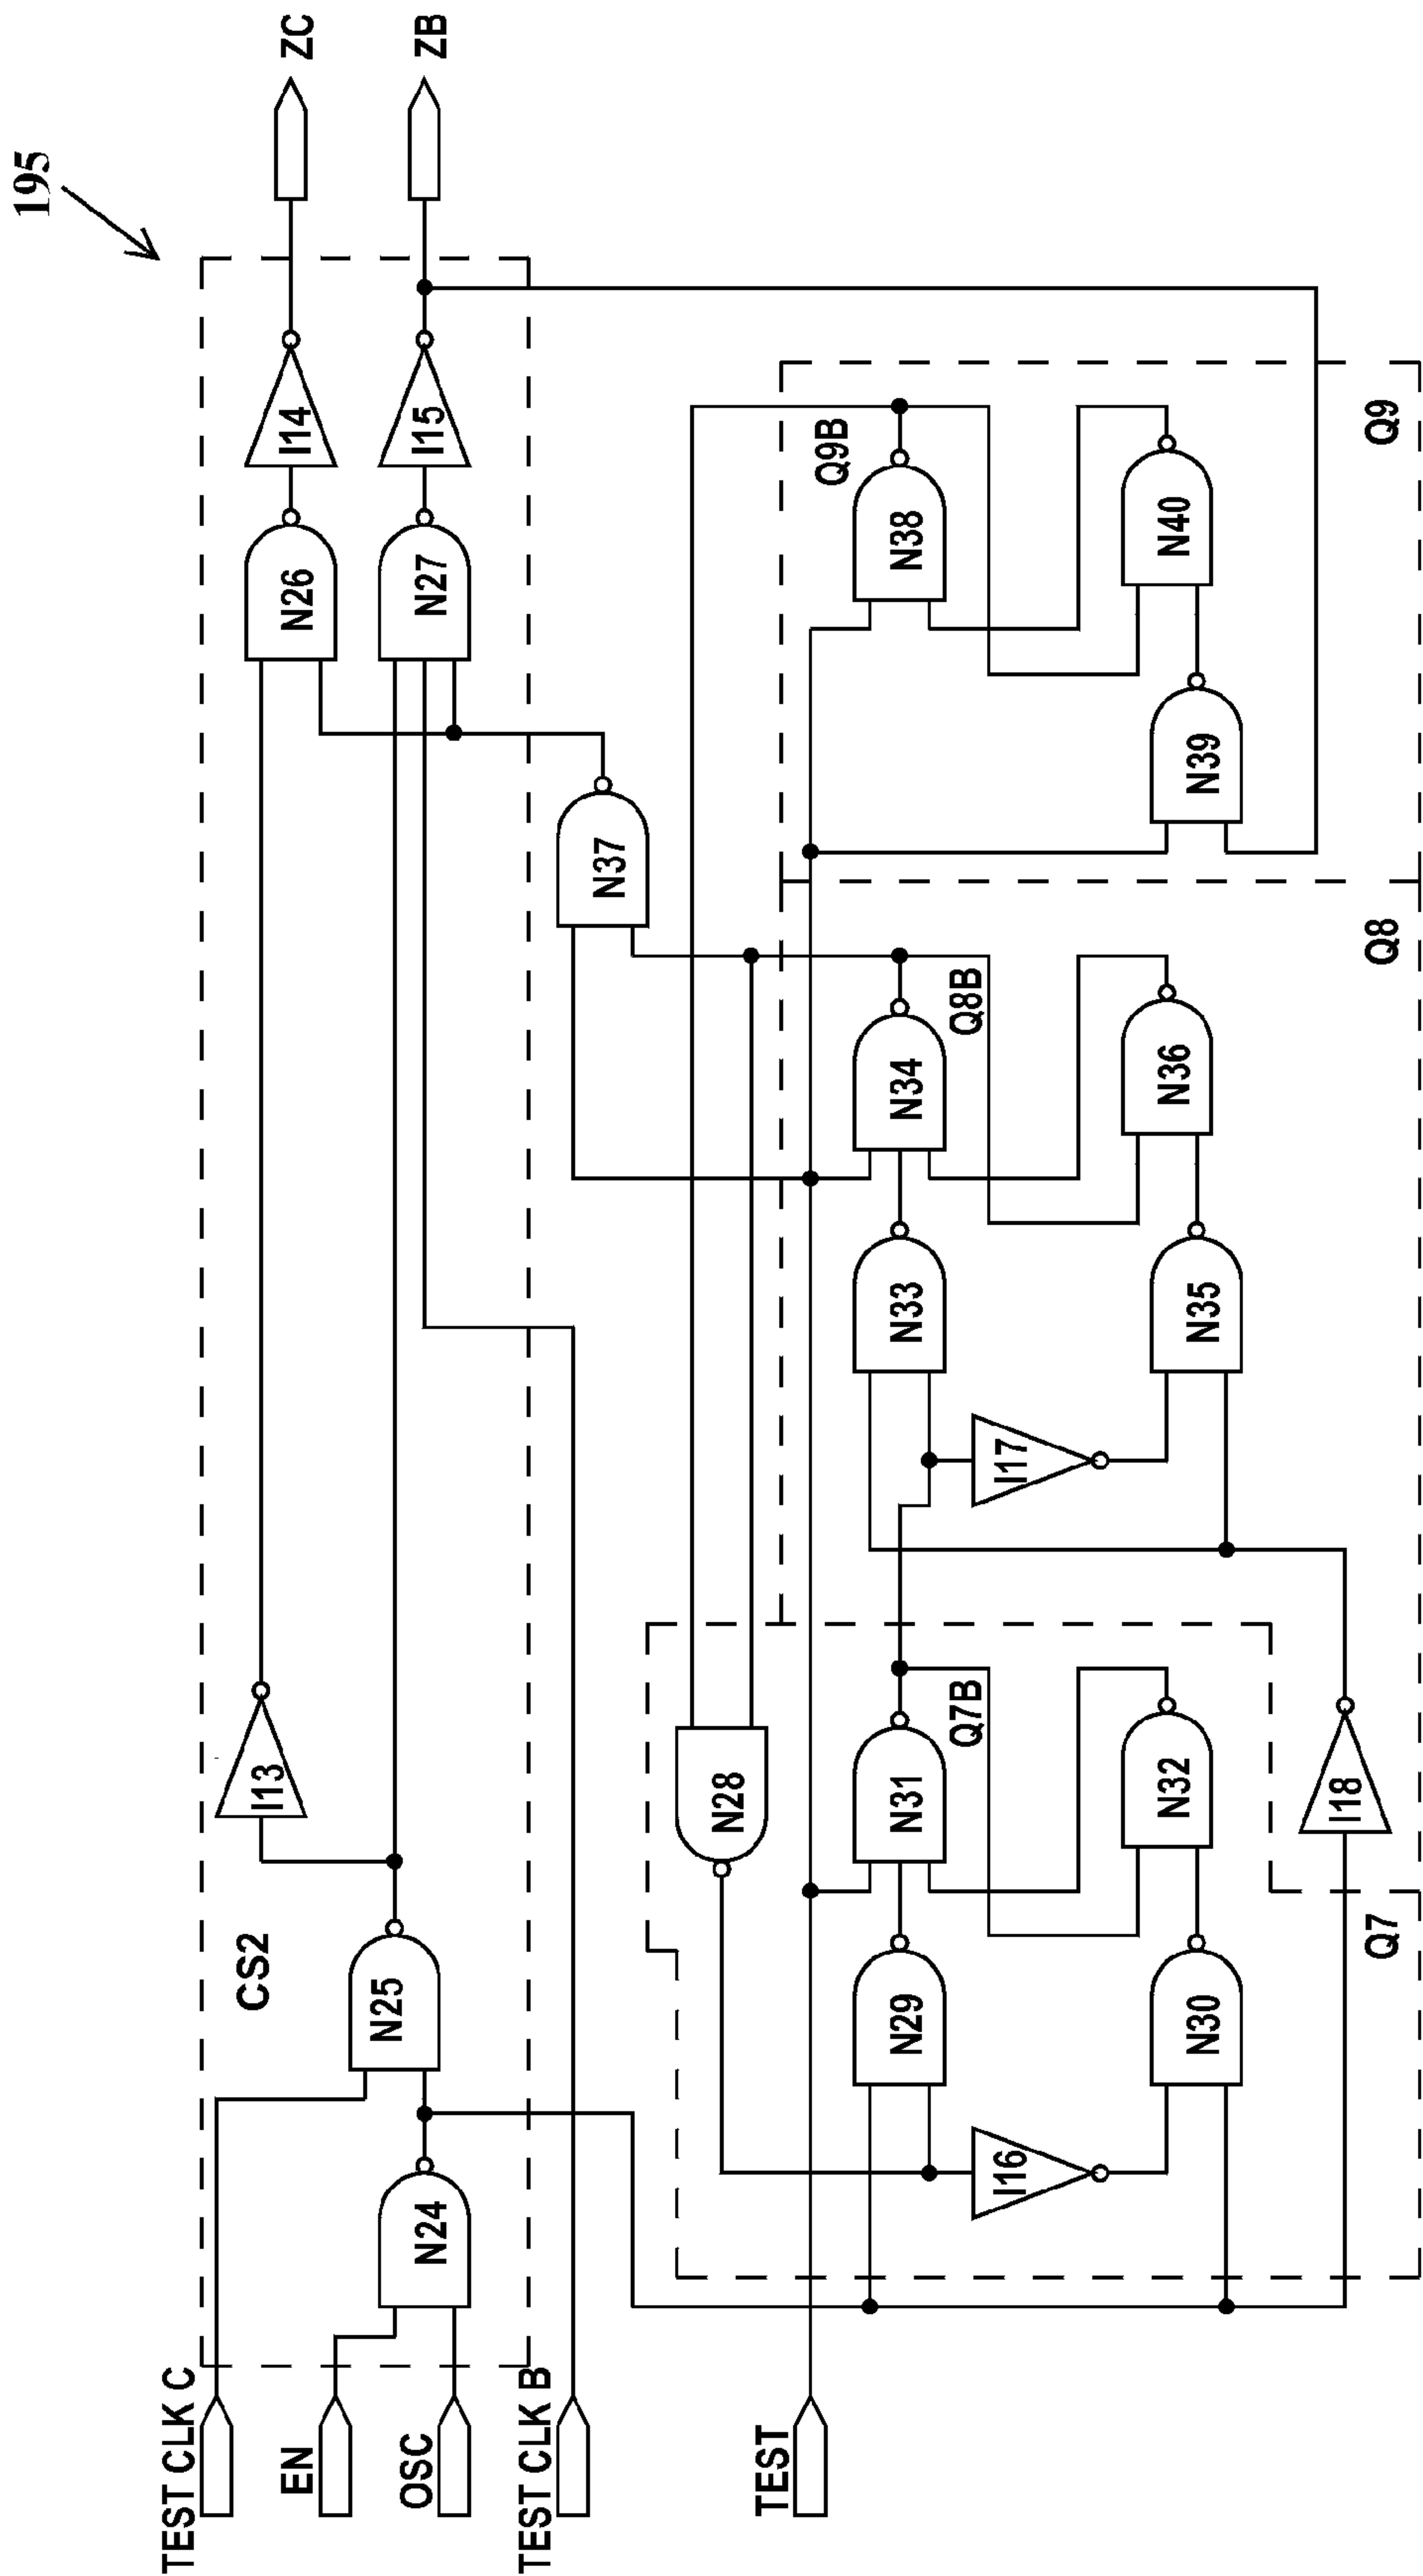 195
TEST CLK C
EN
OSC
TEST CLK B
TEST
CS2
N24
N25
I13
N26
N27
I14
I15
ZC
ZB
N37
N28
N29
N30
I16
N31
N32
Q7B
Q7
I18
N33
N35
I17
N34
N36
Q8B
Q8
N38
N39
N40
Q9B
Q9